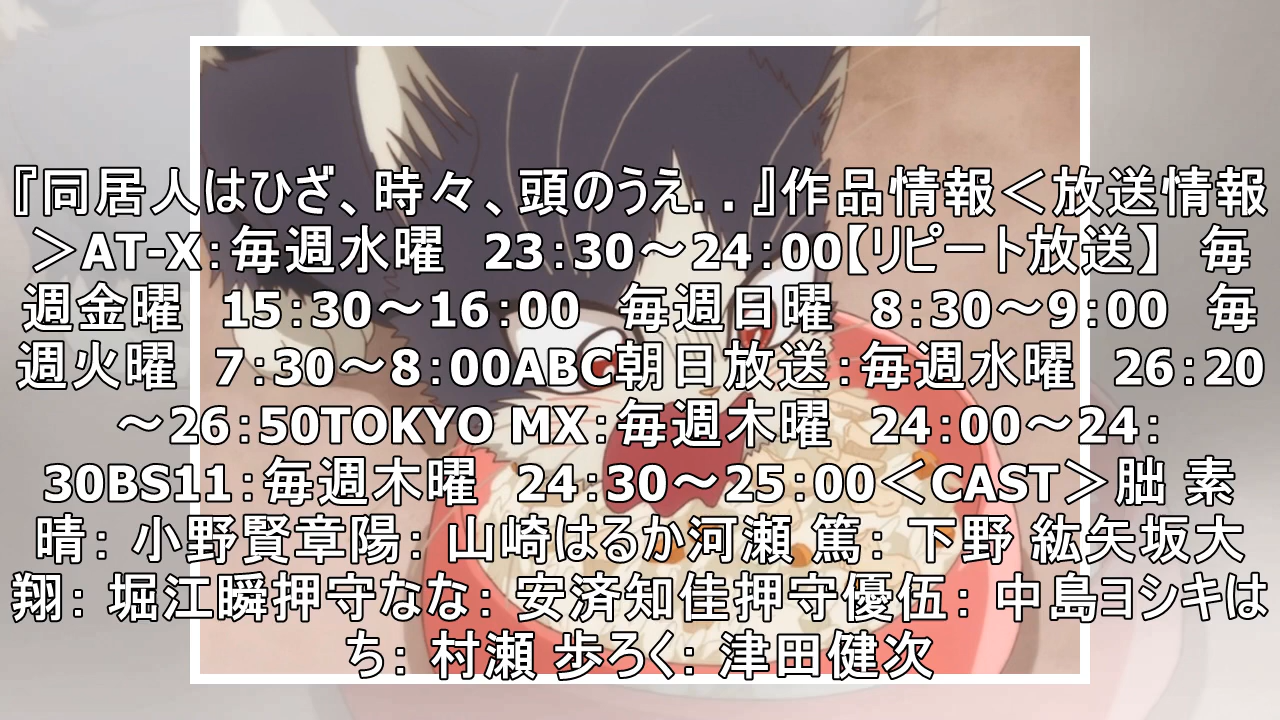 『同居人はひざ、時々、頭のうえ．．』作品情報＜放送情報
＞AT-X：毎週水曜　23：30～24：00【リピート放送】　毎
週金曜　15：30～16：00　毎週日曜　8：30～9：00　毎
週火曜　7：30～8：00ABC朝日放送：毎週水曜　26：20
～26：50TOKYO MX：毎週木曜　24：00～24：
30BS11：毎週木曜　24：30～25：00＜CAST＞朏 素
晴： 小野賢章陽： 山崎はるか河瀬 篤： 下野 紘矢坂大
翔： 堀江瞬押守なな： 安済知佳押守優伍： 中島ヨシキは
ち： 村瀬 歩ろく： 津田健次